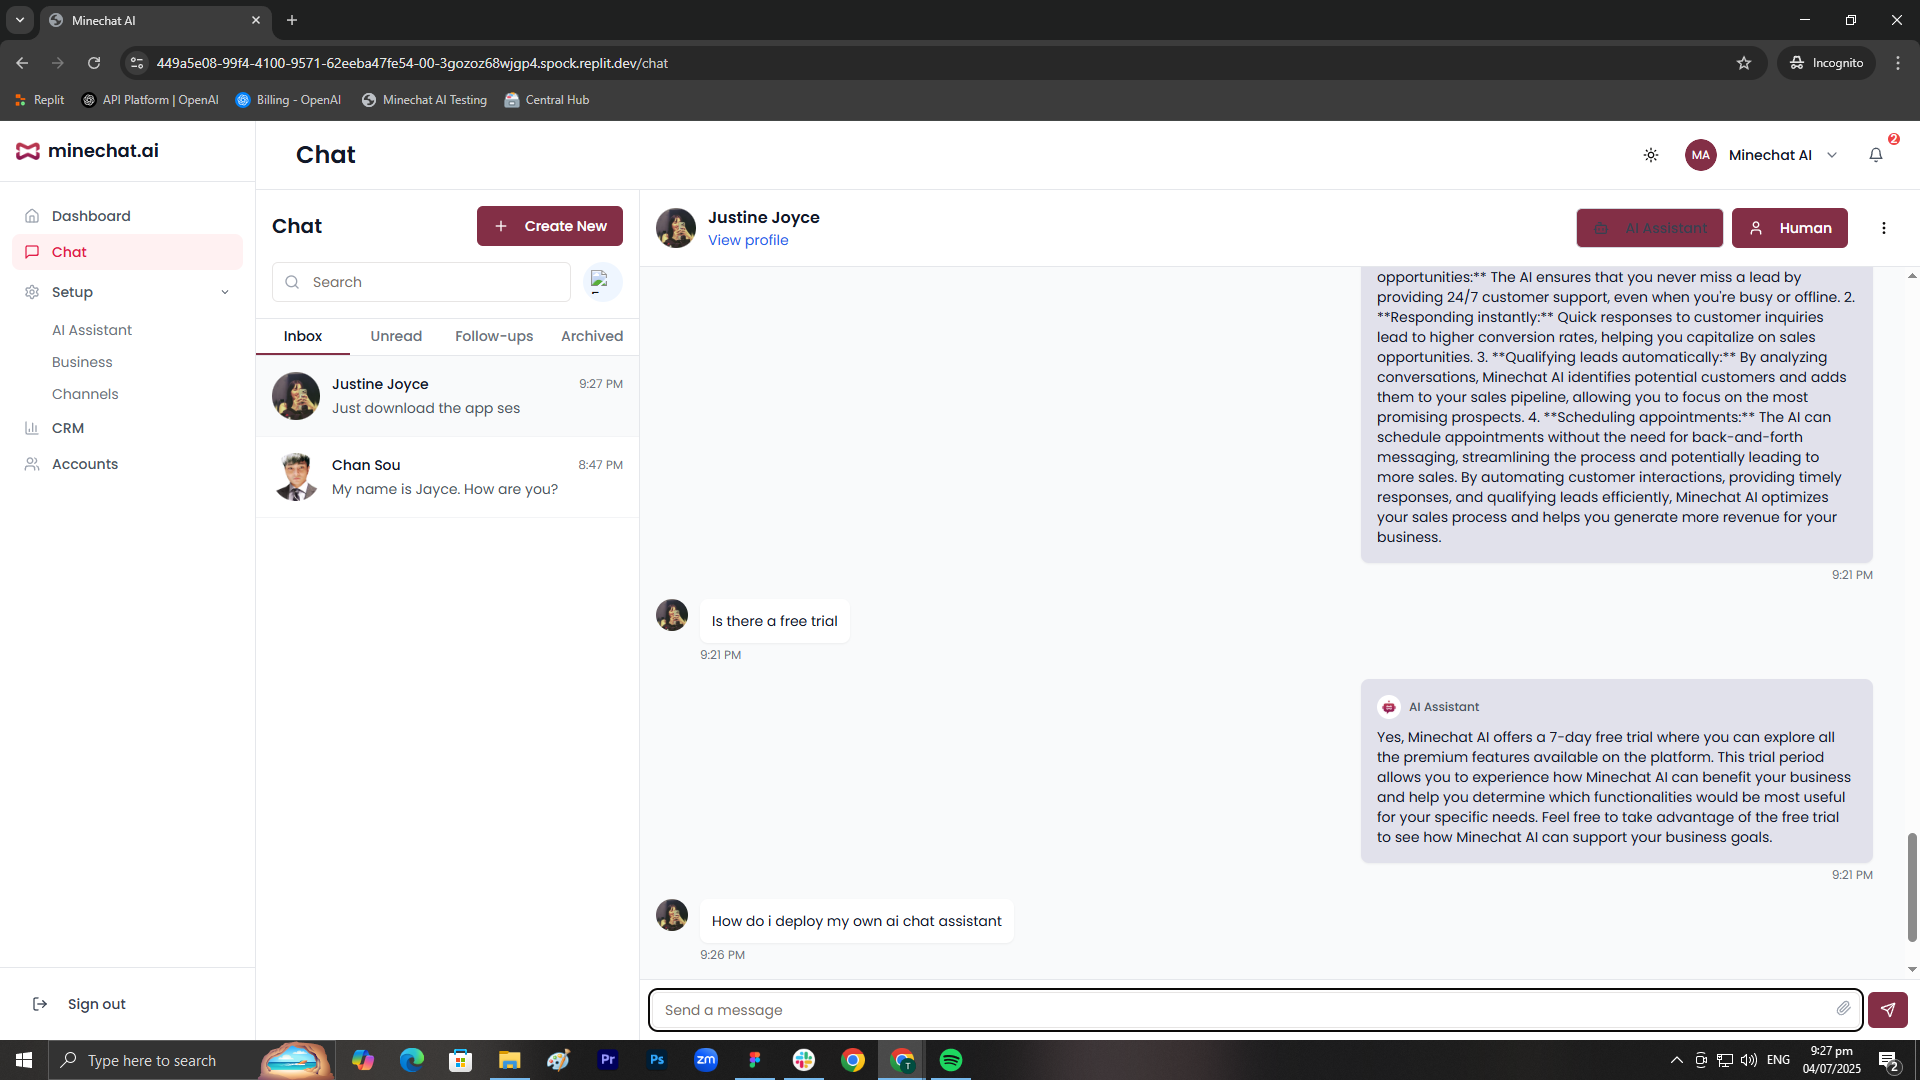 Minechat AI
449a5e08-99f4-4100-9571-62eeba47fe54-00-3gozoz68wjgp4.spock.replit.dev/chat
Incognito
Replit
API Platform | OpenAI
Billing - OpenAI
Minechat AI Testing
Central Hub
minechat.ai
Chat
MA
Minechat AI
2
Dashboard
Chat
Setup
AI Assistant
Business
Channels
CRM
Accounts
Sign out
Chat
Create New
Search
Inbox
Unread
Follow-ups
Archived
Justine Joyce
9:27 PM
Just download the app ses
Chan Sou
8:47 PM
My name is Jayce. How are you?
Justine Joyce
View profile
AI Assistant
Human
opportunities:** The AI ensures that you never miss a lead by
providing 24/7 customer support, even when you're busy or offline. 2.
**Responding instantly:** Quick responses to customer inquiries
lead to higher conversion rates, helping you capitalize on sales
opportunities. 3. **Qualifying leads automatically:** By analyzing
conversations, Minechat AI identifies potential customers and adds
them to your sales pipeline, allowing you to focus on the most
promising prospects. 4. **Scheduling appointments:** The AI can
schedule appointments without the need for back-and-forth
messaging, streamlining the process and potentially leading to
more sales. By automating customer interactions, providing timely
responses, and qualifying leads efficiently, Minechat AI optimizes
your sales process and helps you generate more revenue for your
business.
9:21 PM
Is there a free trial
9:21 PM
AI Assistant
Yes, Minechat AI offers a 7-day free trial where you can explore all
the premium features available on the platform. This trial period
allows you to experience how Minechat AI can benefit your business
and help you determine which functionalities would be most useful
for your specific needs. Feel free to take advantage of the free trial
to see how Minechat AI can support your business goals.
9:21 PM
How do i deploy my own ai chat assistant
9:26 PM
Send a message
Type here to search
Pr
Ps
zm
T
ENG
9:27 pm
04/07/2025
2